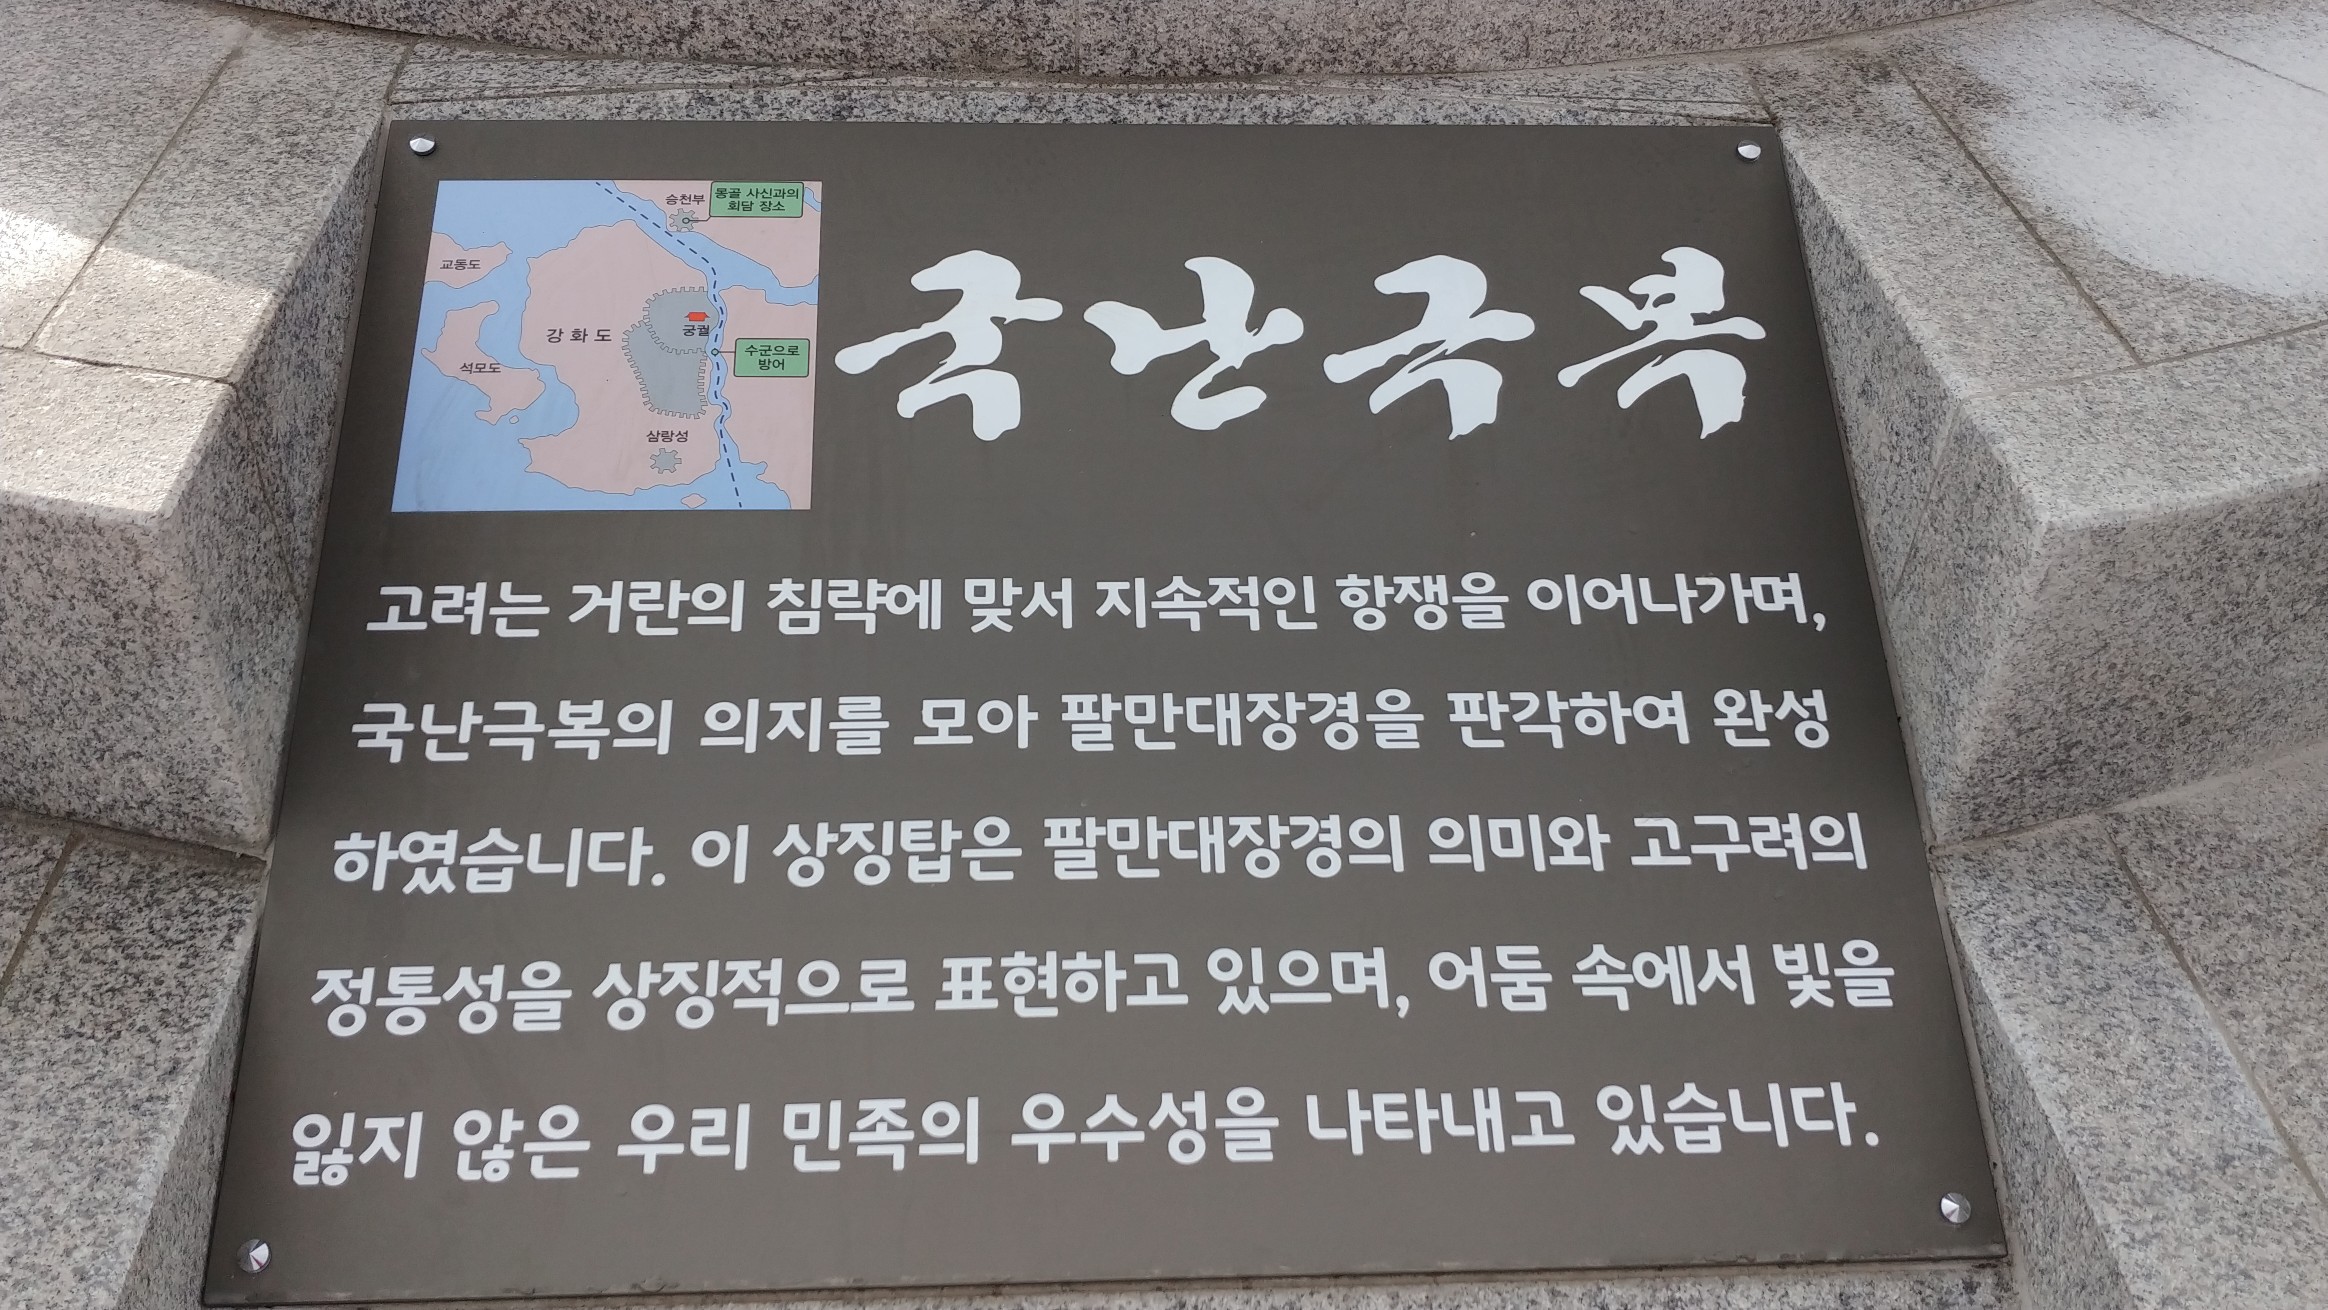 승천부
몽골 사신과의
회담 장소
교동도
강화도
궁궐
석모도
수군으로
방어
삼랑성
국난극복
고려는 거란의 침략에 맞서 지속적인 항쟁을 이어나가며,
국난극복의 의지를 모아 팔만대장경을 판각하여 완성
하였습니다. 이 상징탑은 팔만대장경의 의미와 고구려의
정통성을 상징적으로 표현하고 있으며, 어둠 속에서 빛을
잃지 않은 우리 민족의 우수성을 나타내고 있습니다.